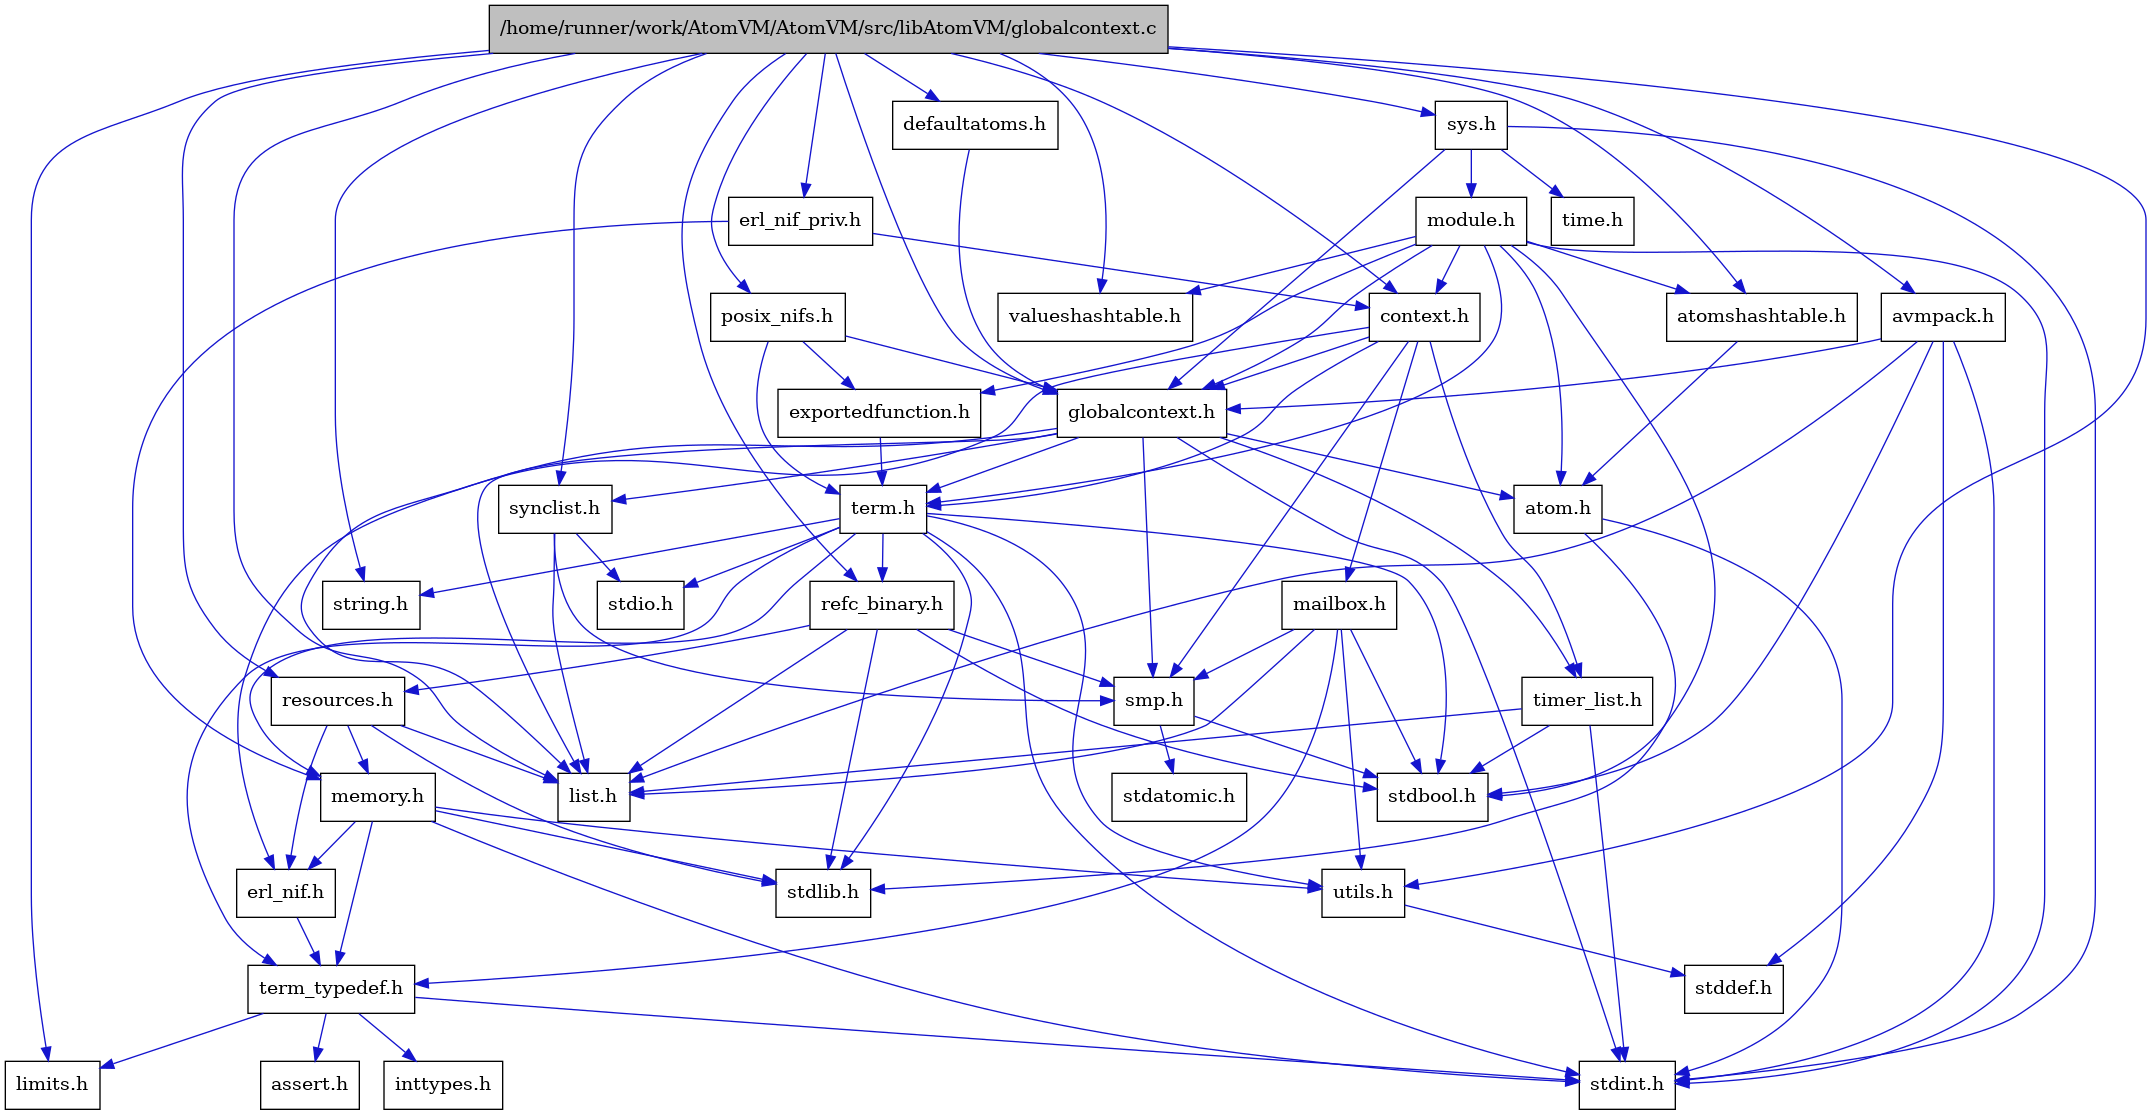 /home/runner/work/AtomVM/AtomVM/src/libAtomVM/globalcontext.c
defaultatoms.h
sys.h
erl_nif_priv.h
module.h
time.h
posix_nifs.h
valueshashtable.h
context.h
atomshashtable.h
avmpack.h
exportedfunction.h
globalcontext.h
synclist.h
term.h
atom.h
string.h
stdio.h
refc_binary.h
mailbox.h
resources.h
smp.h
timer_list.h
memory.h
list.h
stdatomic.h
stdbool.h
erl_nif.h
stdlib.h
utils.h
term_typedef.h
stddef.h
limits.h
assert.h
inttypes.h
stdint.h